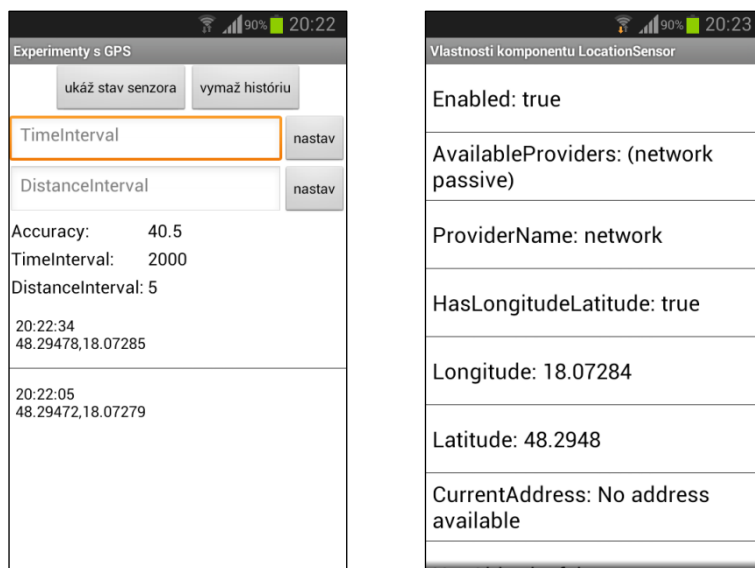 90% 20:22
Experimenty s GPS
ukáž stav senzora vymaž históriu
TimeInterval nastav
DistanceInterval nastav
Accuracy: 40.5
TimeInterval: 2000
DistanceInterval: 5
20:22:34
48.29478,18.07285
20:22:05
48.29472,18.07279
90% 20:23
Vlastnosti komponentu LocationSensor
Enabled: true
AvailableProviders: (network
passive)
ProviderName: network
HasLongitudeLatitude: true
Longitude: 18.07284
Latitude: 48.2948
CurrentAddress: No address
available